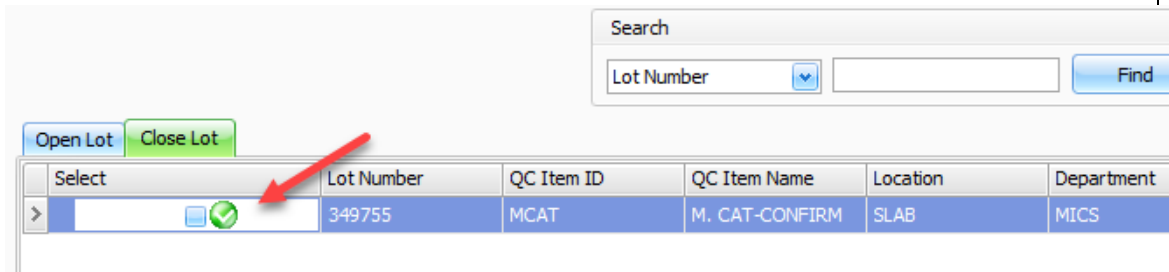 Search
Lot Number Find
Open Lot Close Lot
Select Lot Number QC Item ID QC Item Name Location Department
349755 MCAT M. CAT-CONFIRM SLAB MICS